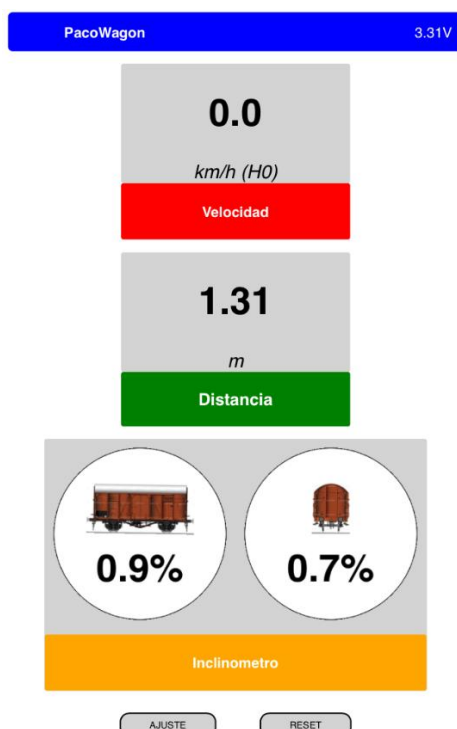 PacoWagon 3.31V
0.0
km/h (H0)
Velocidad
1.31
m
Distancia
0.9% 0.7%
Inclinometro
AJUSTE RESET